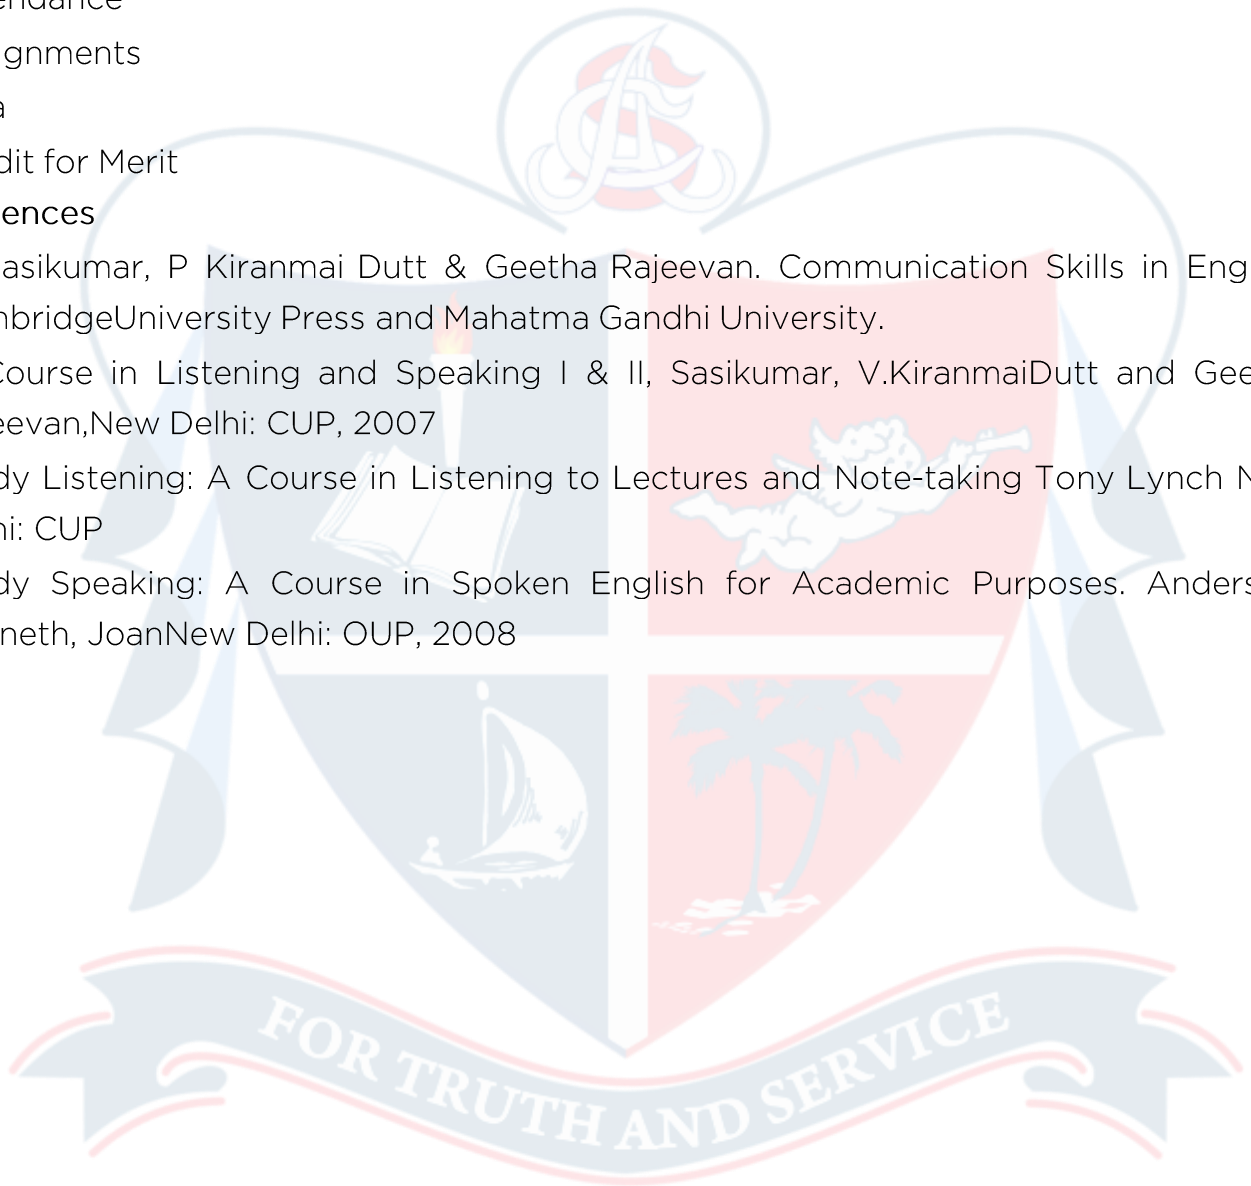 endance
gnments
a
dit for Merit
ences
asikumar, P Kiranmai Dutt & Geetha Rajeevan. Communication Skills in Eng
nbridgeUniversity Press and Mahatma Gandhi University.
Course in Listening and Speaking I & II, Sasikumar, V.KiranmaiDutt and Gee
eevan,New Delhi: CUP, 2007
dy Listening: A Course in Listening to Lectures and Note-taking Tony Lynch N
hi: CUP
dy Speaking: A Course in Spoken English for Academic Purposes. Anders
neth, JoanNew Delhi: OUP, 2008
FOR TRUTH AND SERVICE